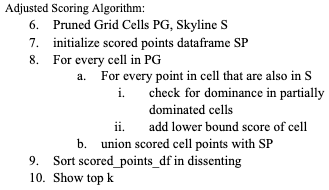 Adjusted Scoring Algorithm:
6. Pruned Grid Cells PG, Skyline S
7. initialize scored points dataframe SP
8. For every cell in PG
a. For every point in cell that are also in S
i. check for dominance in partially
dominated cells
ii. add lower bound score of cell
b. union scored cell points with SP
9. Sort scored_points_df in dissenting
10. Show top k